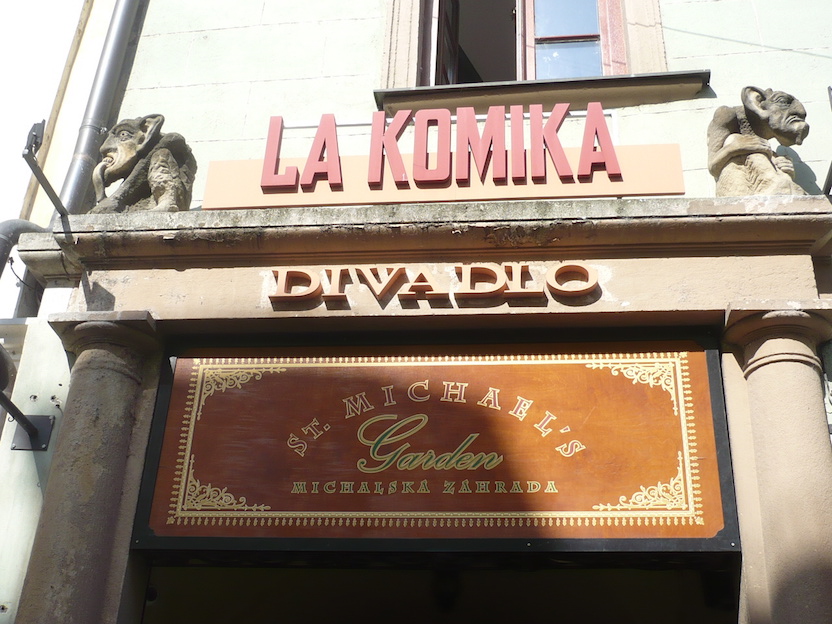 LA KOMIKA
DIVADLO
ST. MICHAEL'S
Garden
MICHALSKÁ ZÁHRADA